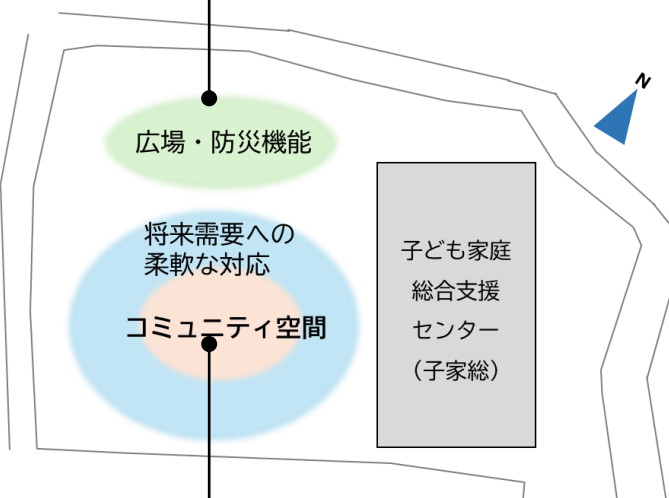 N
広場・防災機能
将来需要への
柔軟な対応
コミュニティ空間
子ども家庭
総合支援
センター
（子家総）